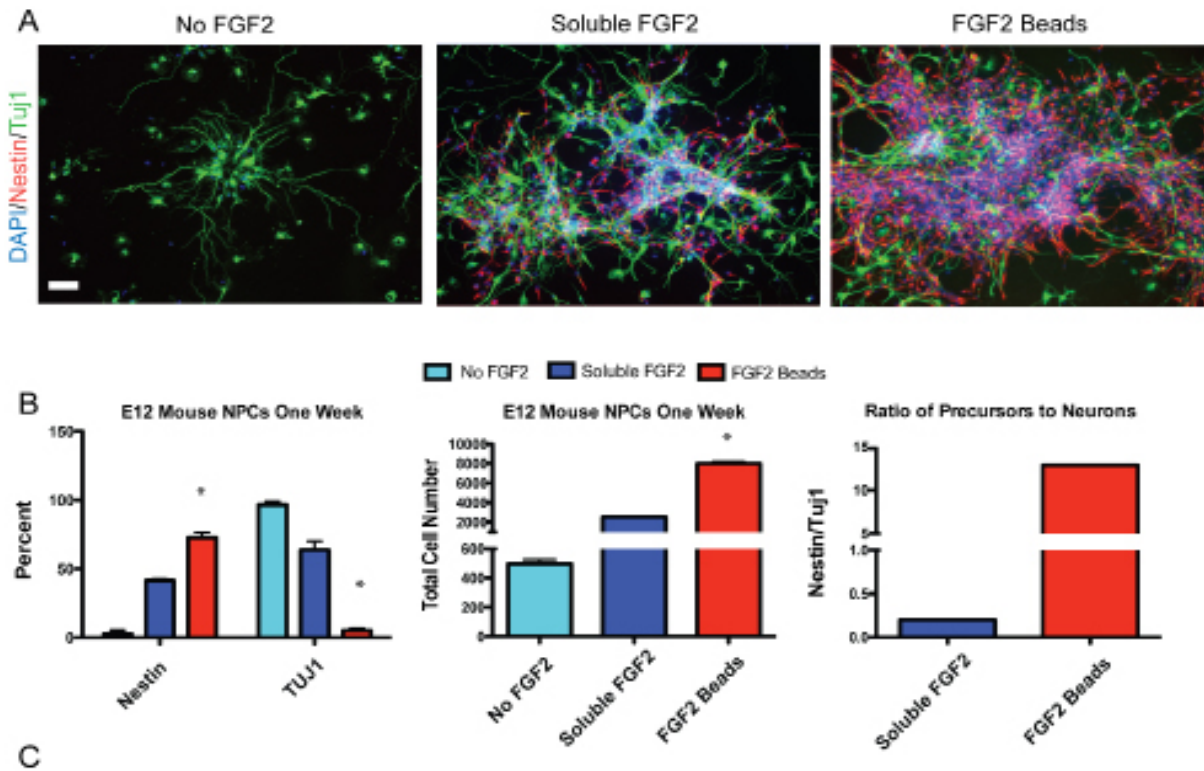 A
No FGF2
Soluble FGF2
FGF2 Beads
DAPI/Nestin/Tuj1
No FGF2
Soluble FGF2
FGF2 Beads
B
E12 Mouse NPCs One Week
150
100
50
0
Percent
Nestin
TUJ1
*
*
E12 Mouse NPCs One Week
10000
8000
6000
4000
2000
600
400
200
0
Total Cell Number
No FGF2
Soluble FGF2
FGF2 Beads
*
Ratio of Precursors to Neurons
15
10
5
1.0
0.5
0.0
Nestin/Tuj1
Soluble FGF2
FGF2 Beads
C